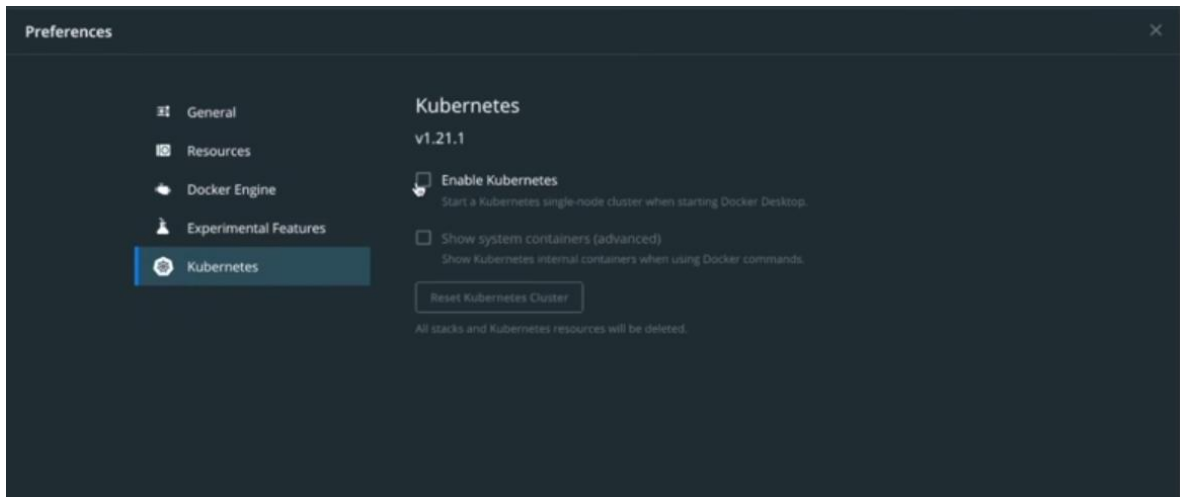 Preferences
General
Resources
Docker Engine
Experimental Features
Kubernetes
Kubernetes
v1.21.1
Enable Kubernetes
Start a Kubernetes single-node cluster when starting Docker Desktop.
Show system containers (advanced)
Show Kubernetes internal containers when using Docker commands.
Reset Kubernetes Cluster
All stacks and Kubernetes resources will be deleted.